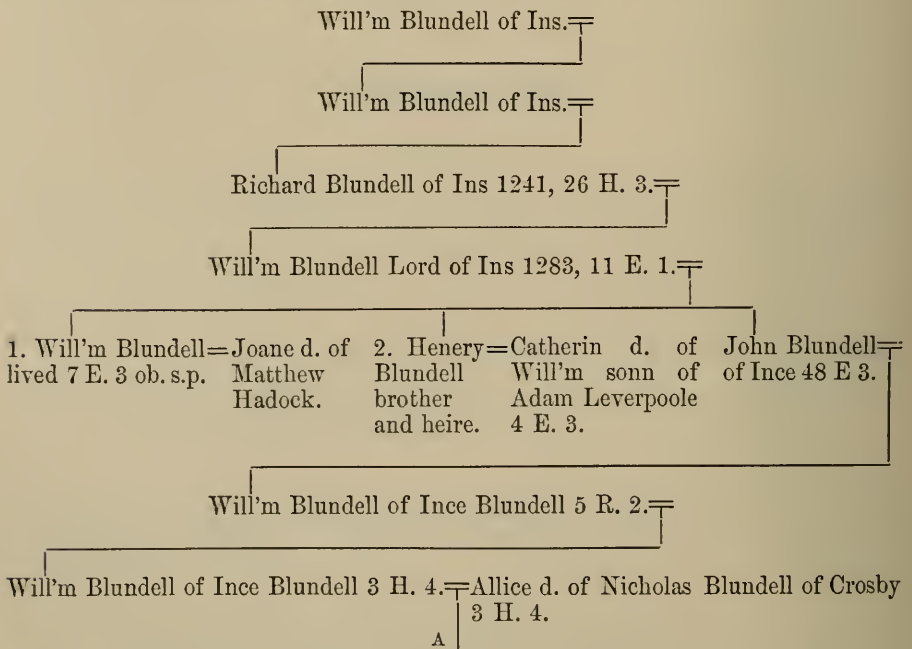 Will'm Blundell of Ins.
Will'm Blundell of Ins.
Richard Blundell of Ins 1241, 26 H. 3.
Will'm Blundell Lord of Ins 1283, 11 E. 1.
1. Will'm Blundell=Joane d. of
lived 7 E. 3 ob. s.p. Matthew
Hadock.
2. Henery=Catherin d. of
Blundell Will'm sonn of
brother Adam Leverpoole
and heire. 4 E. 3.
John Blundell
of Ince 48 E 3.
Will'm Blundell of Ince Blundell 5 R. 2.
Will'm Blundell of Ince Blundell 3 H. 4.=Allice d. of Nicholas Blundell of Crosby
3 H. 4.
A